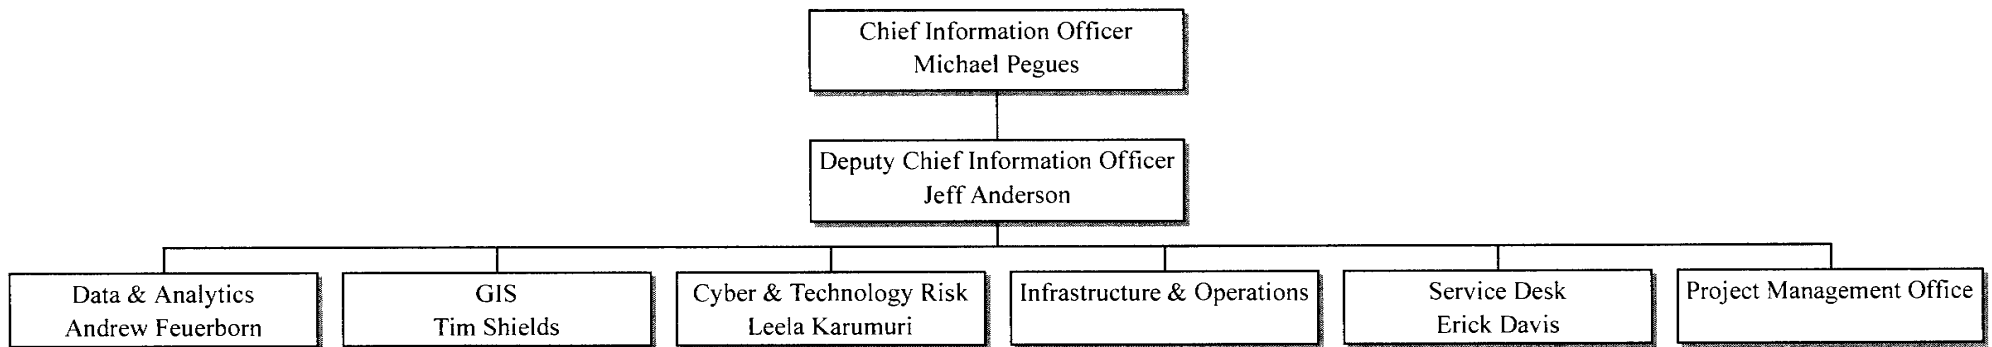 Chief Information Officer
Michael Pegues
Deputy Chief Information Officer
Jeff Anderson
Data & Analytics
Andrew Feuerborn
GIS
Tim Shields
Cyber & Technology Risk
Leela Karumuri
Infrastructure & Operations
Service Desk
Erick Davis
Project Management Office